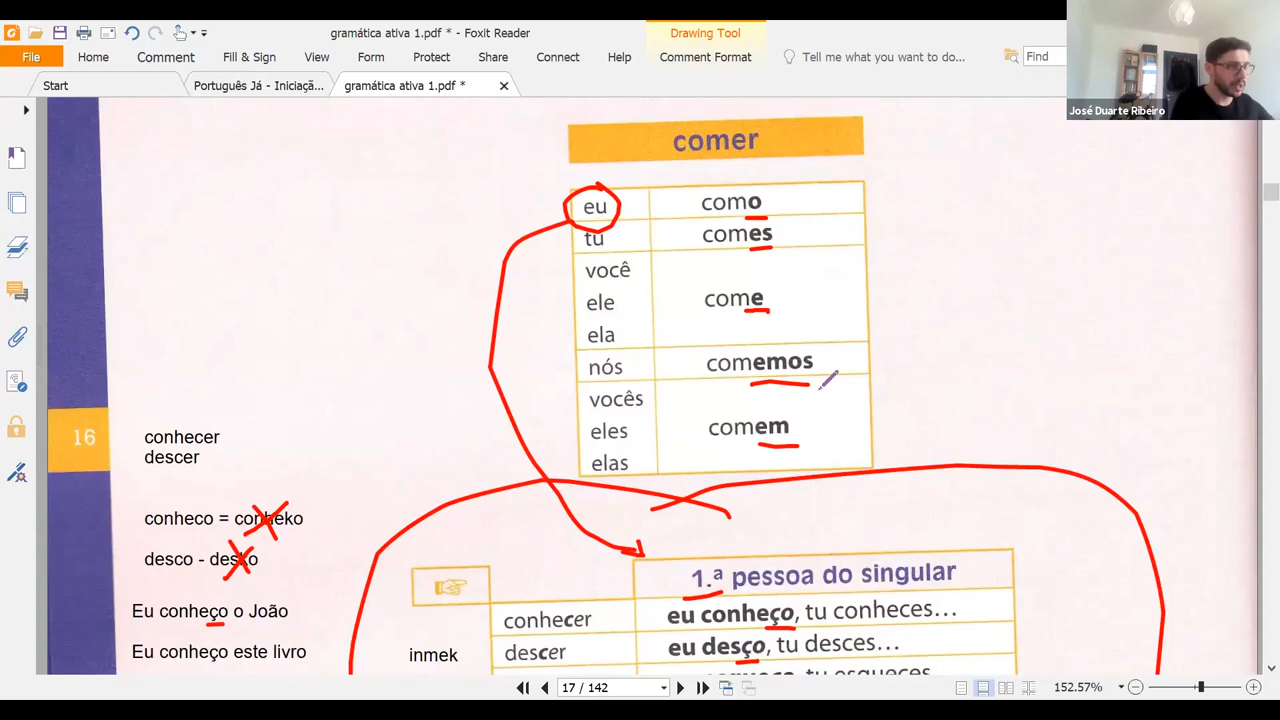 gramática ativa 1.pdf * - Foxit Reader
Drawing Tool
File
Home
Comment
Fill & Sign
View
Form
Protect
Share
Connect
Help
Comment Format
Tell me what you want to do...
Find
Start
Português Já - Iniciaçã...
gramática ativa 1.pdf *
José Duarte Ribeiro
comer
eu como
tu comes
você
ele come
ela
nós comemos
vocês
eles comem
elas
16
conhecer
descer
conheco = conheko
desco - desko
Eu conheço o João
Eu conheço este livro
inmek
1.ª pessoa do singular
conhecer eu conheço, tu conheces...
descer eu desço, tu desces...
tu esqueces
17 / 142
152.57%